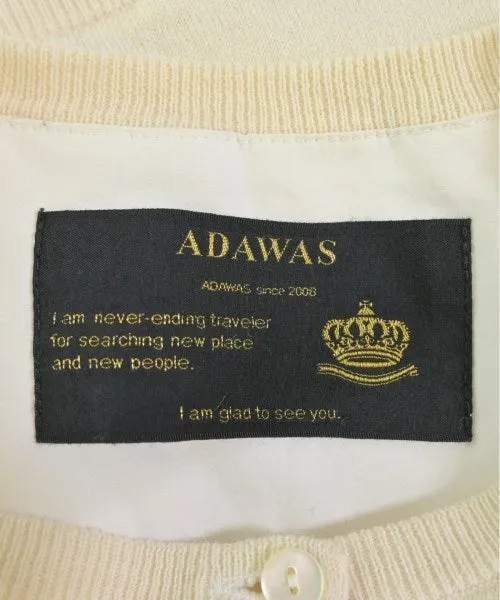 ADAWAS
ADAWAS since 2008
I am never-ending traveler
for searching new place
and new people.
I am glad to see you.